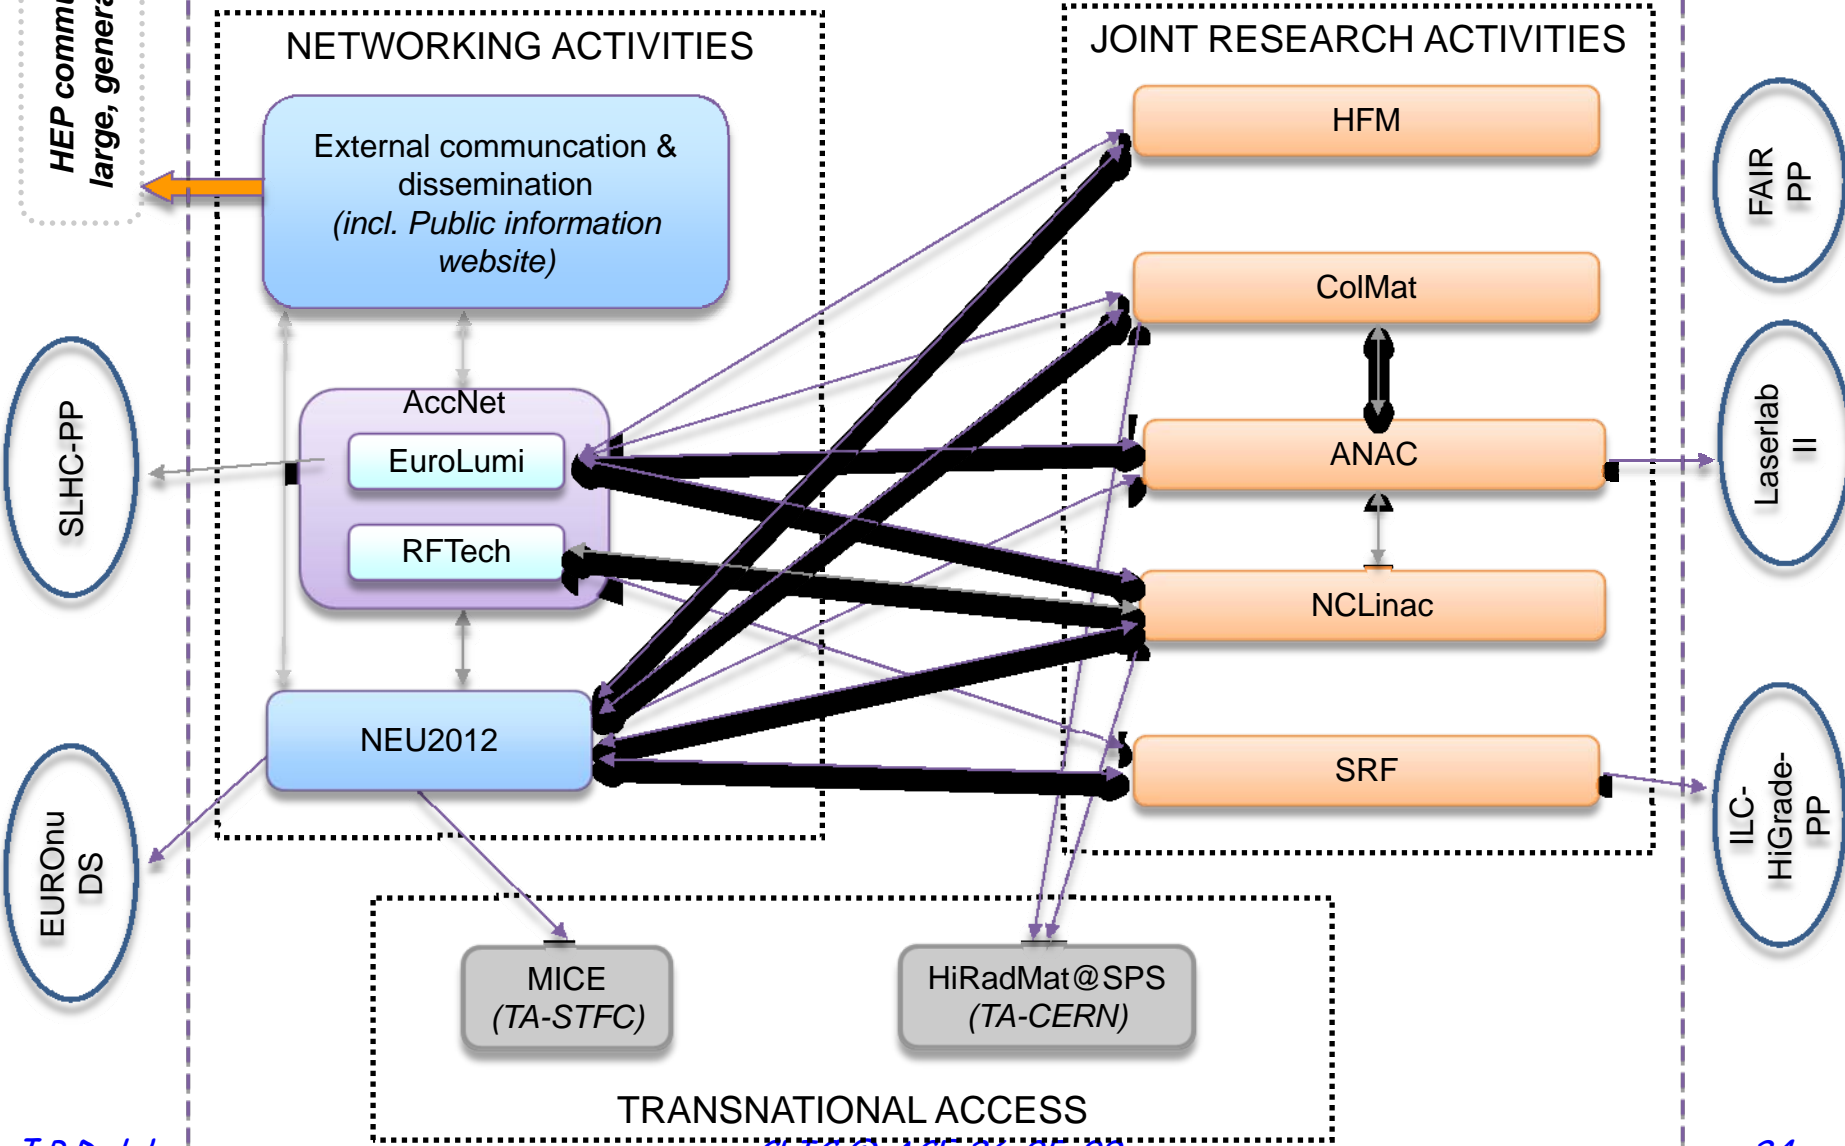 HEP
large,
NETWORKING ACTIVITIES
External communcation &
dissemination
(incl. Public information
website)
AccNet
EuroLumi
RFTech
NEU2012
JOINT RESEARCH ACTIVITIES
HFM
ColMat
ANAC
NCLinac
SRF
SLHC-PP
EUROnu
DS
FAIR
PP
Laserlab
II
ILC-
HiGrade-
PP
MICE
(TA-STFC)
HiRadMat@SPS
(TA-CERN)
TRANSNATIONAL ACCESS